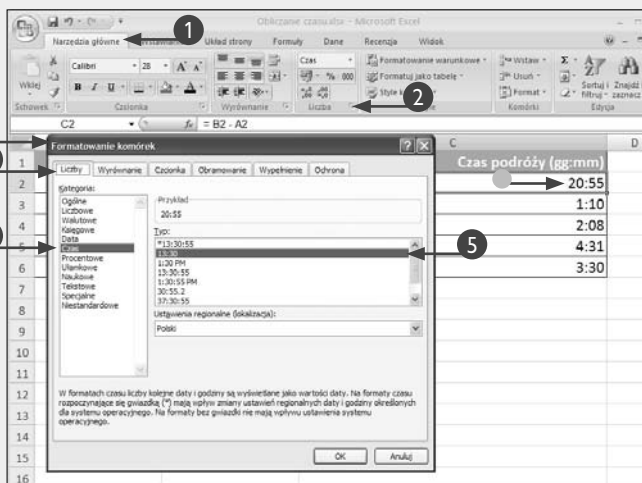 Obliczanie czasu.xlsx - Microsoft Excel
Narzędzia główne
Układ strony Formuły Dane Recenzja Widok
Wklej
Calibri 28
Czas
% 000
B I U
Formatowanie warunkowe
Formatuj jako tabelę
Style k
Wstaw
Usuń
Format
Σ
Sortuj i filtruj
Znajdź zaznacz
Schowek
Czcionka
Wyrównanie
Liczba
Komórki
Edycja
1
2
C2 fx = B2 - A2
Formatowanie komórek
Liczby Wyrównanie Czcionka Obramowanie Wypełnienie Ochrona
Kategoria:
Ogólne
Liczbowe
Walutowe
Księgowe
Data
Czas
Procentowe
Ułamkowe
Naukowe
Tekstowe
Specjalne
Niestandardowe
Przykład
20:55
Typ:
*13:30:55
13:30
1:30 PM
13:30:55
1:30:55 PM
30:55.2
37:30:55
Ustawienia regionalne (lokalizacja):
Polski
W formatach czasu liczby kolejne daty i godziny są wyświetlane jako wartości daty. Na formaty czasu
rozpoczynające się gwiazdką (*) mają wpływ zmiany ustawień regionalnych daty i godziny określonych
dla systemu operacyjnego. Na formaty bez gwiazdki nie mają wpływu ustawienia systemu
operacyjnego.
OK Anuluj
5
C D
1 Czas podróży (gg:mm)
2 20:55
3 1:10
4 2:08
5 4:31
6 3:30
7
8
9
10
11
12
13
14
15
16